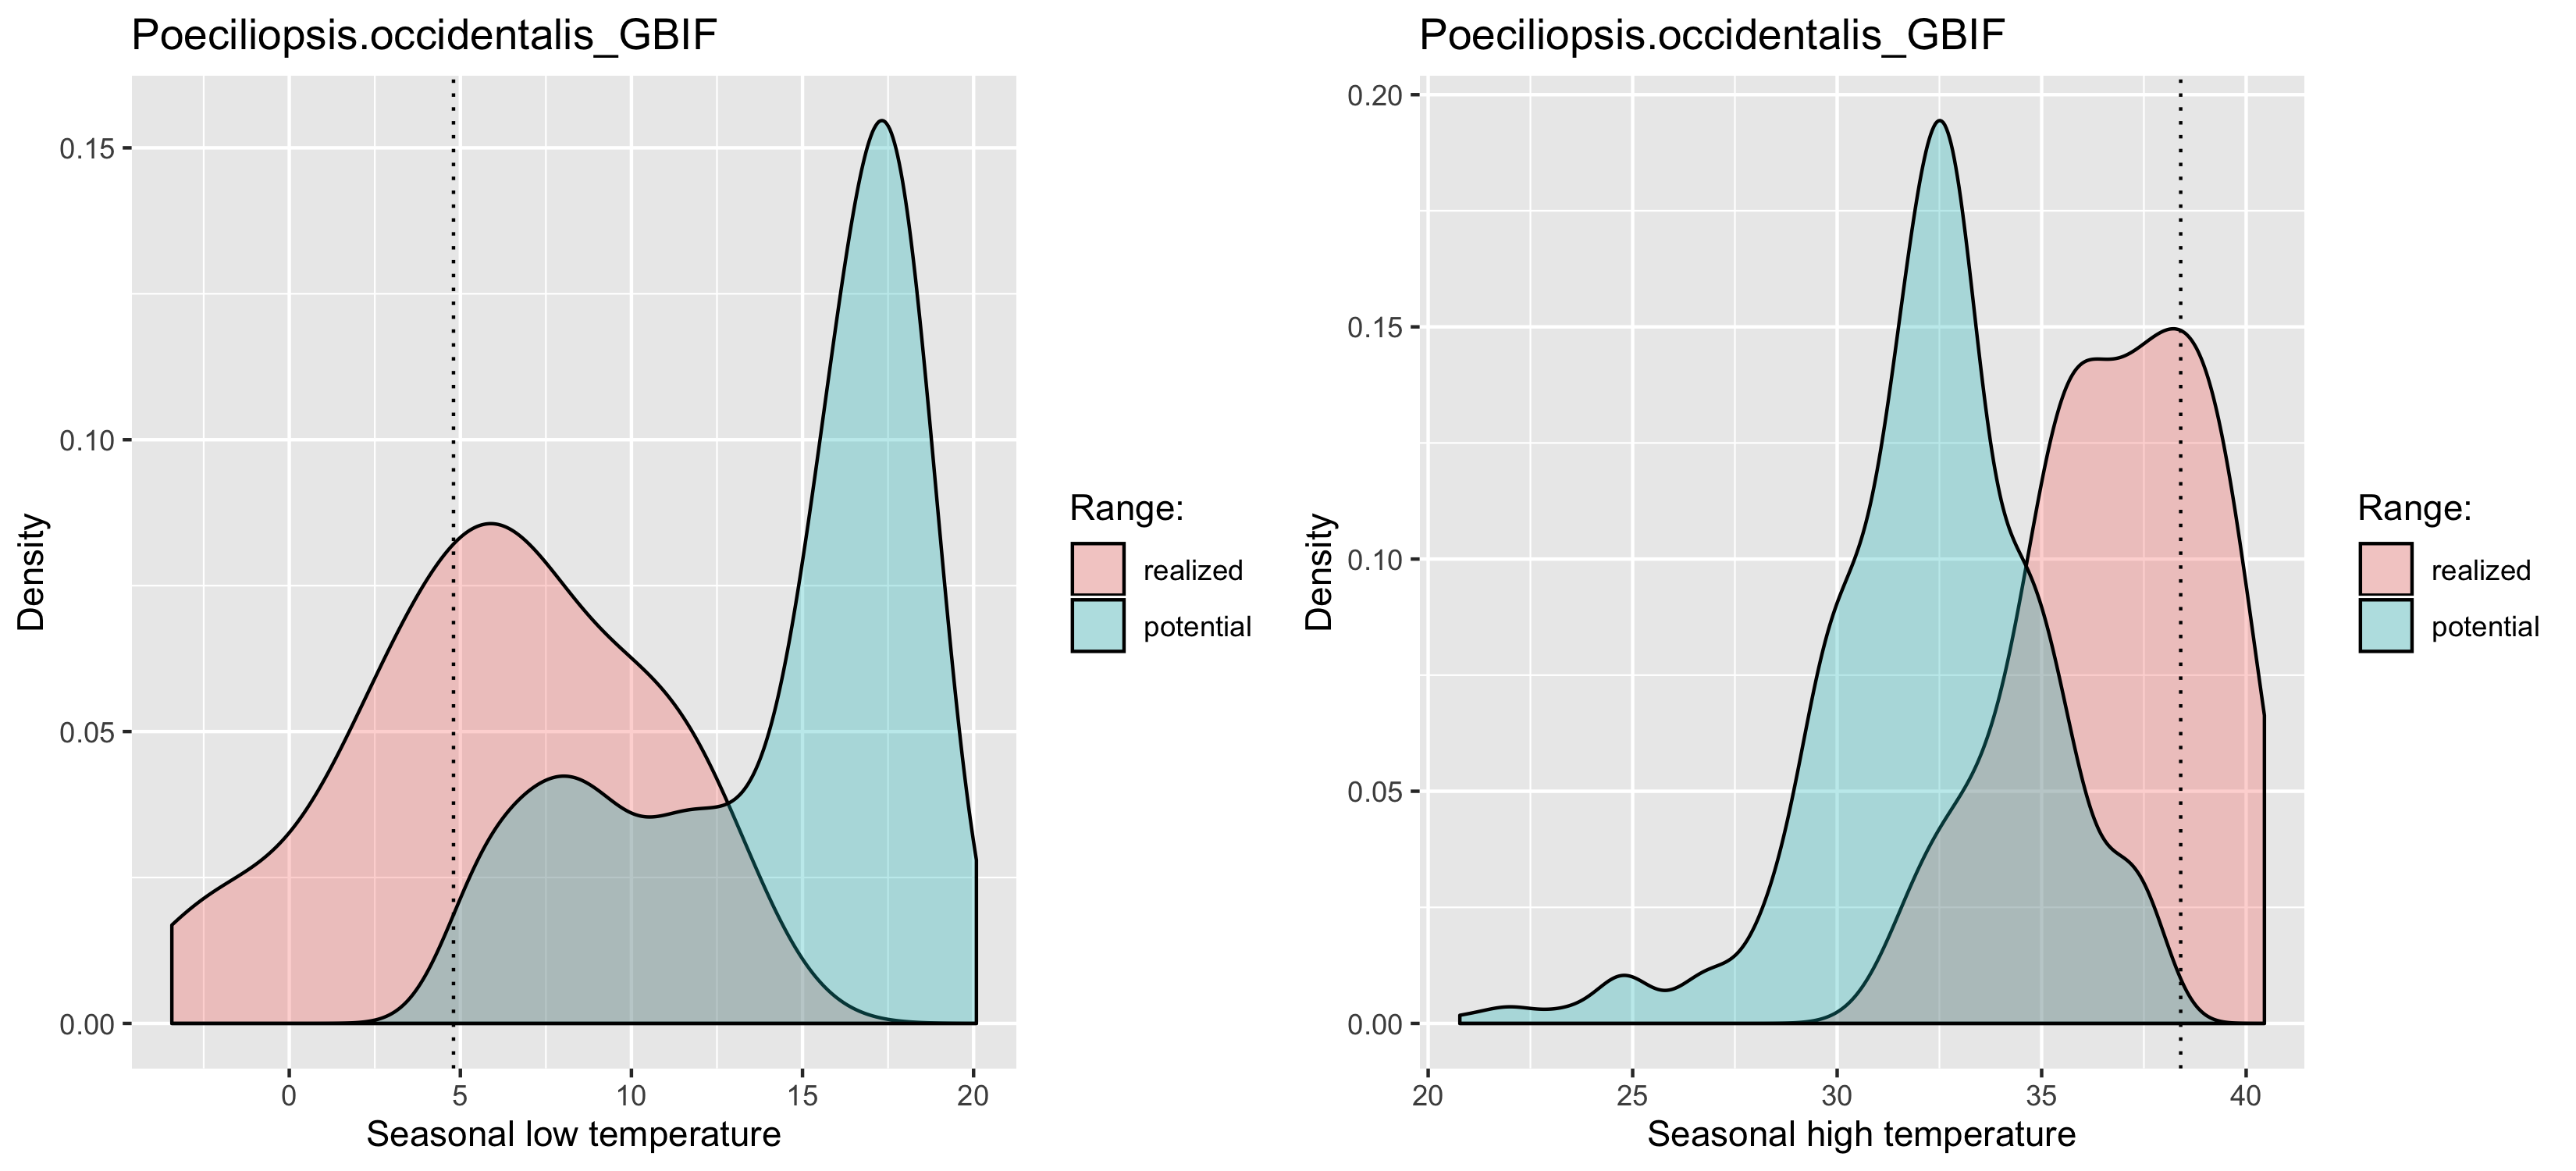 Poeciliopsis.occidentalis_GBIF
0.15
0.10
0.05
0.00
Density
0
5
10
15
20
Seasonal low temperature
Range:
realized
potential
Poeciliopsis.occidentalis_GBIF
0.20
0.15
0.10
0.05
0.00
Density
20
25
30
35
40
Seasonal high temperature
Range:
realized
potential